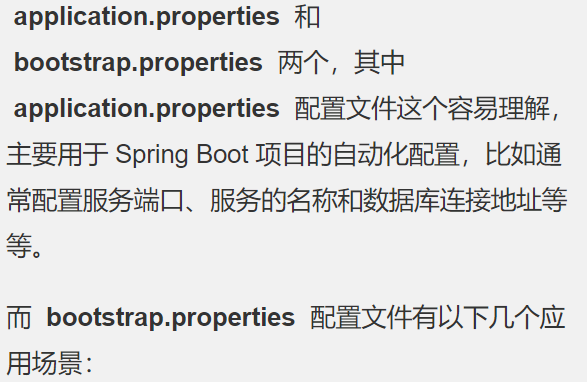 application.properties 和
bootstrap.properties 两个，其中
application.properties 配置文件这个容易理解，
主要用于 Spring Boot 项目的自动化配置，比如通
常配置服务端口、服务的名称和数据库连接地址等
等。
而 bootstrap.properties 配置文件有以下几个应
用场景：